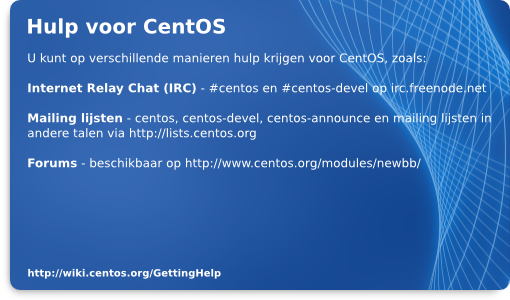 Hulp voor CentOS
U kunt op verschillende manieren hulp krijgen voor CentOS, zoals:
Internet Relay Chat (IRC) - #centos en #centos-devel op irc.freenode.net
Mailing lijsten - centos, centos-devel, centos-announce en mailing lijsten in
andere talen via http://lists.centos.org
Forums - beschikbaar op http://www.centos.org/modules/newbb/
http://wiki.centos.org/GettingHelp